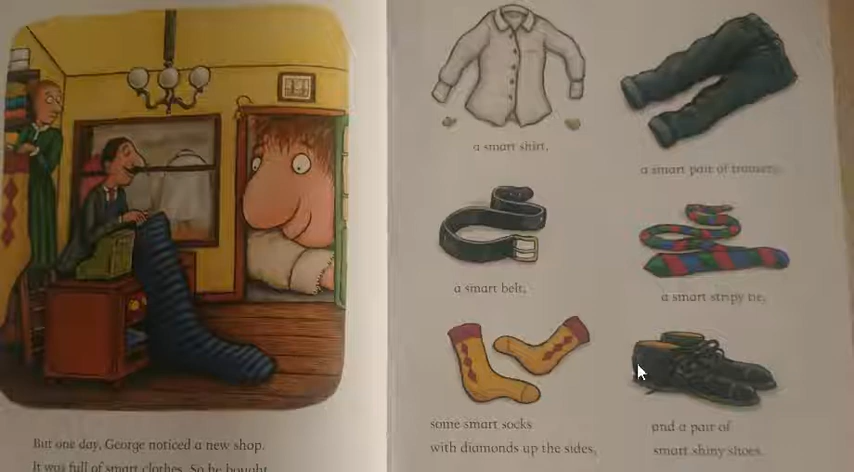 But one day, George noticed a new shop.
It was full of smart clothes. So he bought
a smart shirt,
a smart pair of trousers,
a smart belt,
a smart stripy tie,
some smart socks
with diamonds up the sides,
and a pair of
smart shiny shoes.